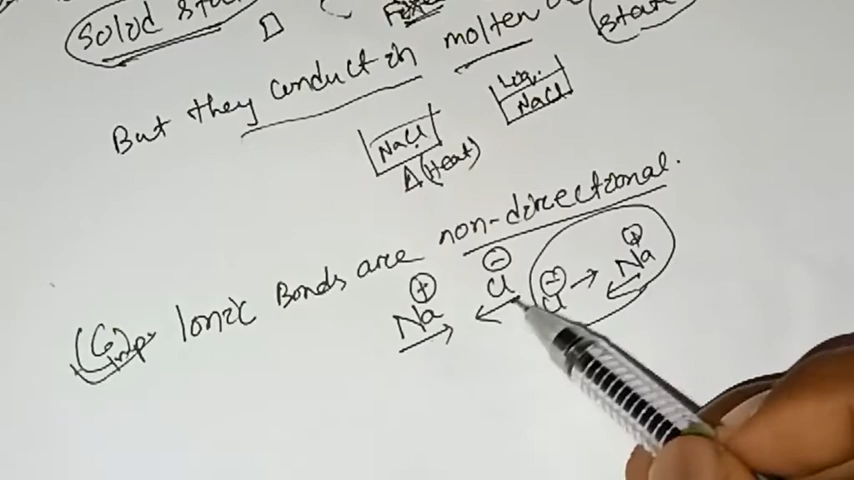 Solod
But they conduct in molten
Liq.
NaCl
NaCl
Δ (Heat)
(6) Imp Ionic Bonds are non-directional.
⊕ ⊖ ⊖ ⊕
Na Cl Cl → Na
→ ← ←